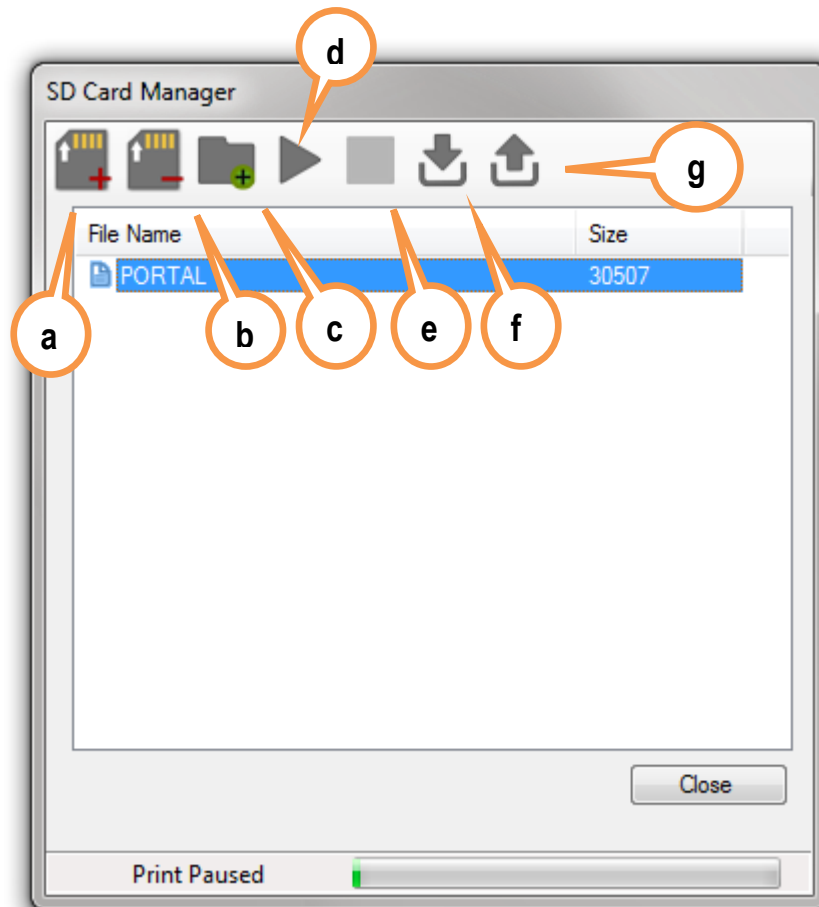 d
SD Card Manager
g
File Name Size
PORTAL 30507
a b c e f
Close
Print Paused